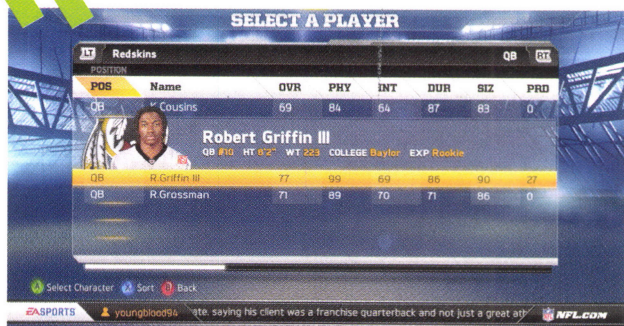 SELECT A PLAYER
LT Redskins QB RT
POSITION
POS Name OVR PHY INT DUR SIZ PRD
QB K.Cousins 69 84 64 87 83 0
Robert Griffin III
QB #10 HT 6'2" WT 223 COLLEGE Baylor EXP Rookie
QB R.Griffin III 77 99 69 86 90 27
QB R.Grossman 71 89 70 71 86 0
A Select Character Sort B Back
EA SPORTS youngblood94 ate. saying his client was a franchise quarterback and not just a great ath NFL.COM